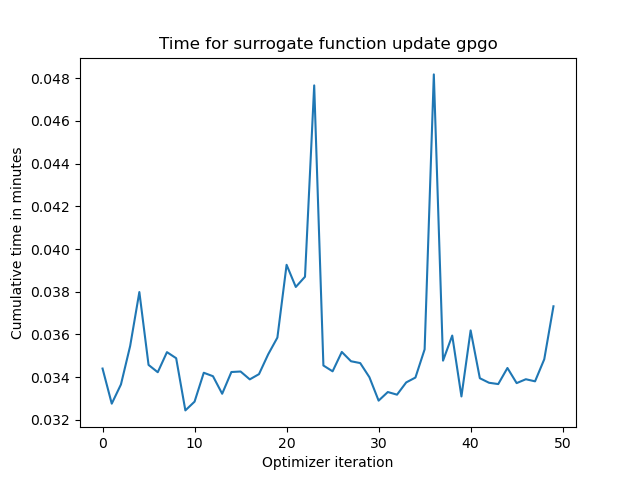 Time for surrogate function update gpgo
Cumulative time in minutes
0.048
0.046
0.044
0.042
0.040
0.038
0.036
0.034
0.032
0 10 20 30 40 50
Optimizer iteration